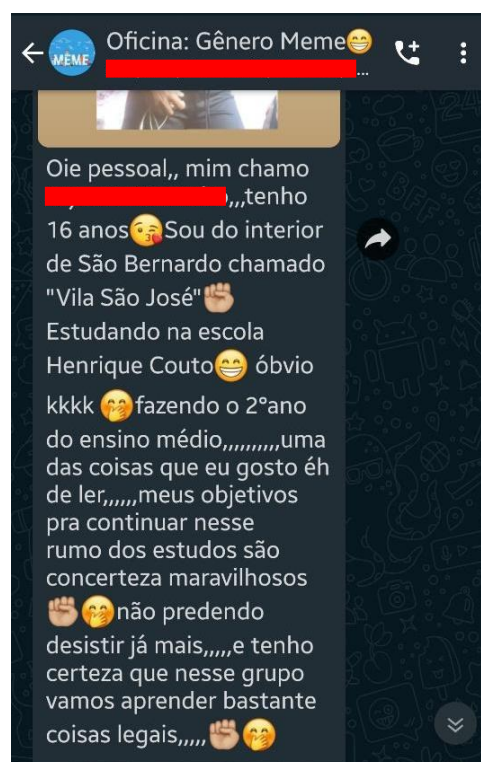 Oficina: Gênero Meme😁
MEME
...
Oie pessoal,, mim chamo
,,,tenho
16 anos😘Sou do interior
de São Bernardo chamado
"Vila São José"✊🏼
Estudando na escola
Henrique Couto😁 óbvio
kkkk 🤭fazendo o 2°ano
do ensino médio,,,,,,,,,,uma
das coisas que eu gosto éh
de ler,,,,,,meus objetivos
pra continuar nesse
rumo dos estudos são
concerteza maravilhosos
✊🏼🤭não predendo
desistir já mais,,,,,e tenho
certeza que nesse grupo
vamos aprender bastante
coisas legais,,,,,✊🏼🤭